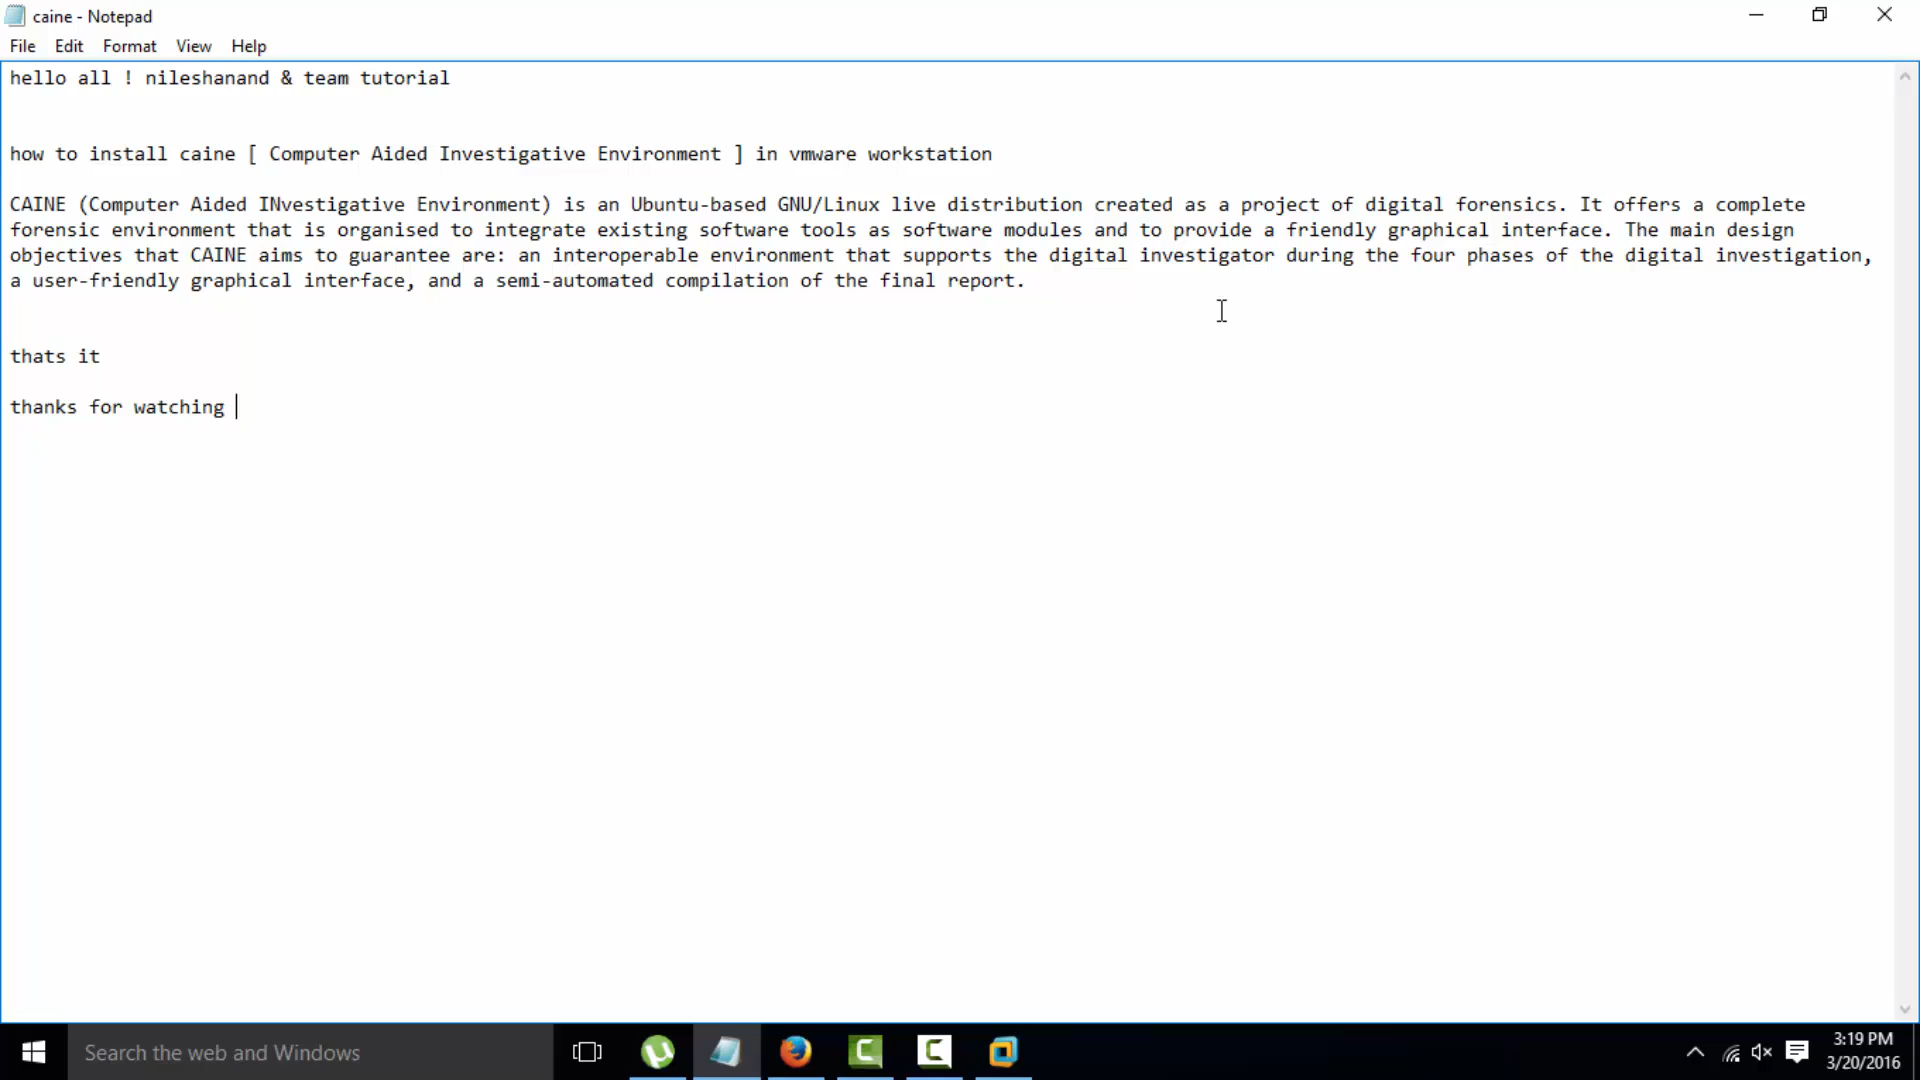 caine - Notepad
File Edit Format View Help
hello all ! nileshanand & team tutorial
how to install caine [ Computer Aided Investigative Environment ] in vmware workstation
CAINE (Computer Aided INvestigative Environment) is an Ubuntu-based GNU/Linux live distribution created as a project of digital forensics. It offers a complete
forensic environment that is organised to integrate existing software tools as software modules and to provide a friendly graphical interface. The main design
objectives that CAINE aims to guarantee are: an interoperable environment that supports the digital investigator during the four phases of the digital investigation,
a user-friendly graphical interface, and a semi-automated compilation of the final report.
thats it
thanks for watching
Search the web and Windows
3:19 PM
3/20/2016